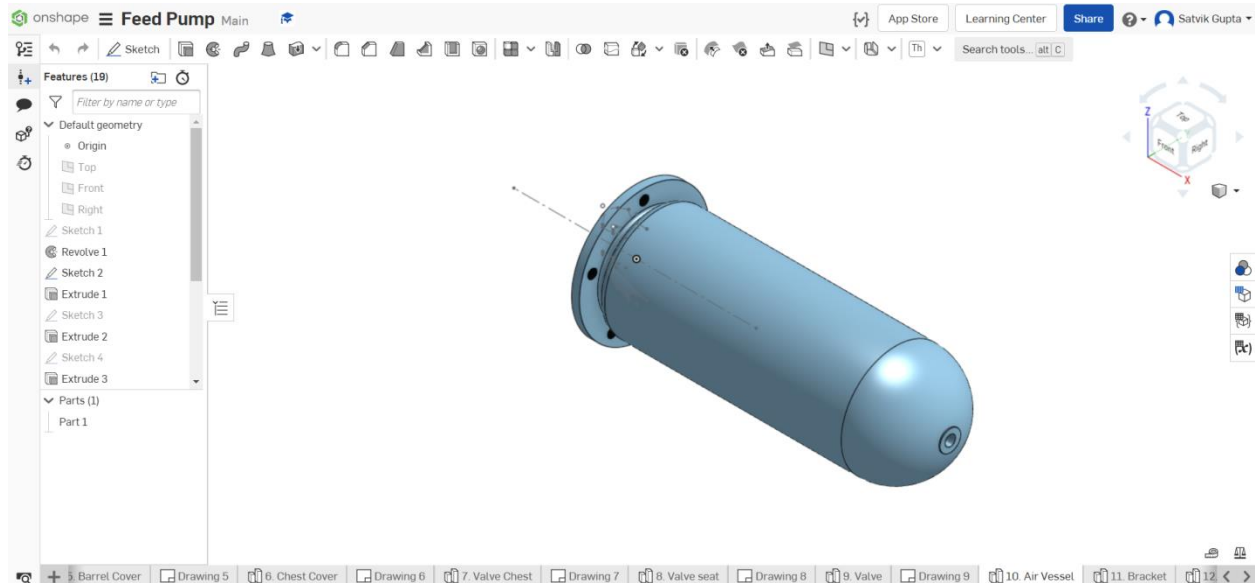 onshape Feed Pump Main App Store Learning Center Share Satvik Gupta
Sketch Th Search tools... alt C
Features (19)
Filter by name or type
Default geometry
Origin
Top
Front
Right
Sketch 1
Revolve 1
Sketch 2
Extrude 1
Sketch 3
Extrude 2
Sketch 4
Extrude 3
Parts (1)
Part 1
Z
Top
Front
Right
X
(x)
5. Barrel Cover Drawing 5 6. Chest Cover Drawing 6 7. Valve Chest Drawing 7 8. Valve seat Drawing 8 9. Valve Drawing 9 10. Air Vessel 11. Bracket 12